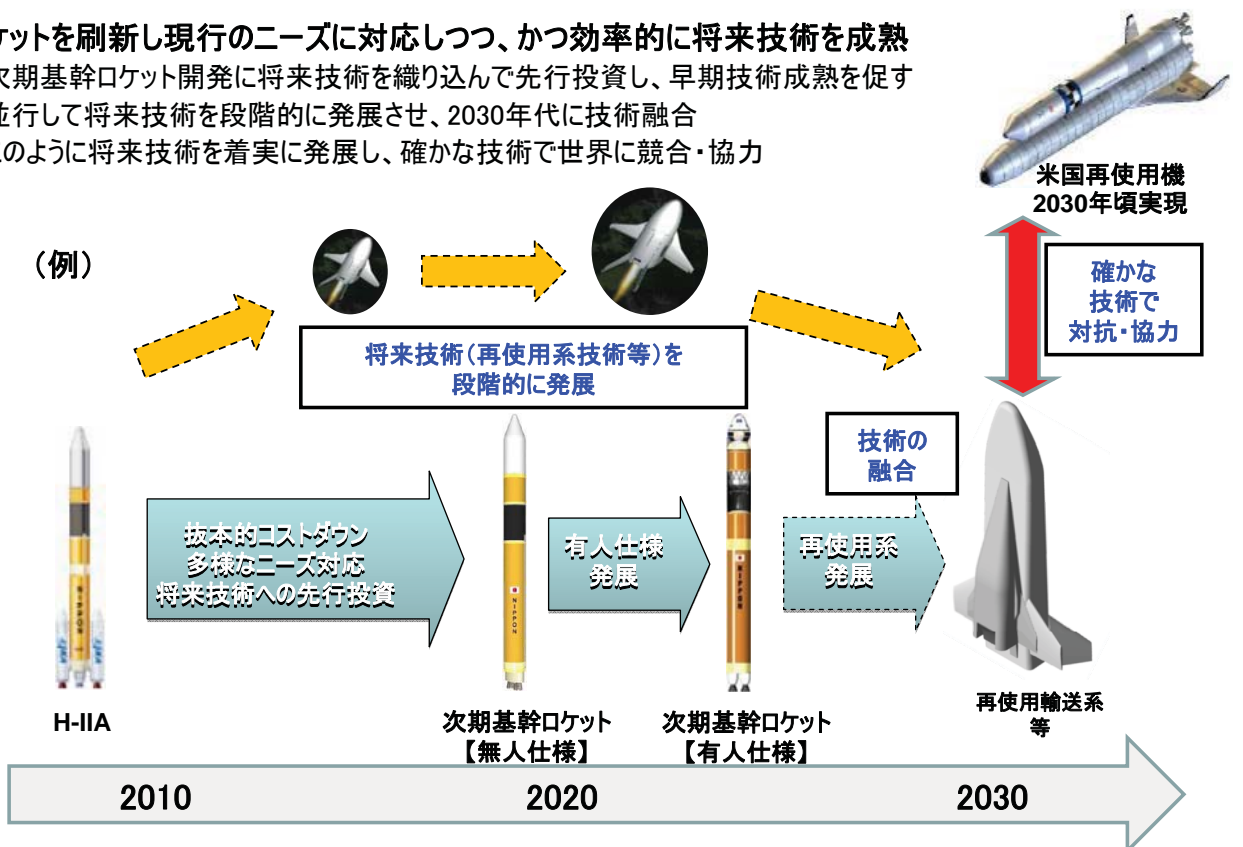 ケットを刷新し現行のニーズに対応しつつ、かつ効率的に将来技術を成熟
次期基幹ロケット開発に将来技術を織り込んで先行投資し、早期技術成熟を促す
並行して将来技術を段階的に発展させ、2030年代に技術融合
のように将来技術を着実に発展し、確かな技術で世界に競合・協力
米国再使用機
2030年頃実現
（例）
確かな
技術で
対抗・協力
将来技術（再使用系技術等）を
段階的に発展
技術の
融合
抜本的コストダウン
多様なニーズ対応
将来技術への先行投資
有人仕様
発展
再使用系
発展
NIPPON
NIPPON
NIPPON
H-IIA
次期基幹ロケット
【無人仕様】
次期基幹ロケット
【有人仕様】
再使用輸送系
等
2010
2020
2030